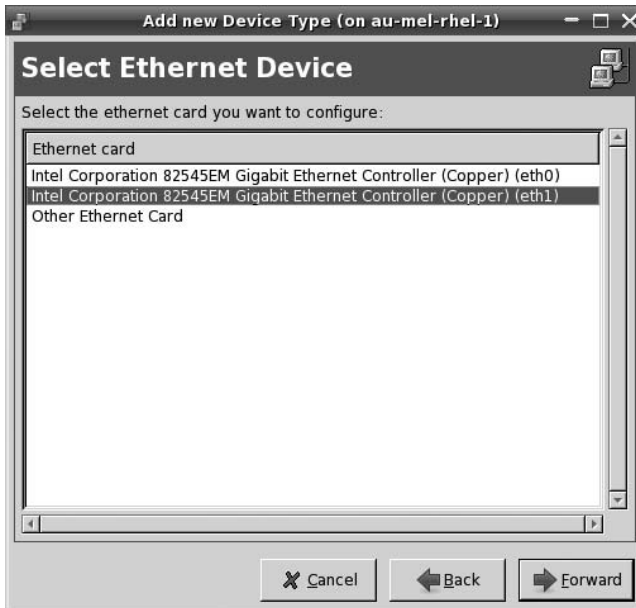 Add new Device Type (on au-mel-rhel-1)
Select Ethernet Device
Select the ethernet card you want to configure:
Ethernet card
Intel Corporation 82545EM Gigabit Ethernet Controller (Copper) (eth0)
Intel Corporation 82545EM Gigabit Ethernet Controller (Copper) (eth1)
Other Ethernet Card
Cancel Back Forward